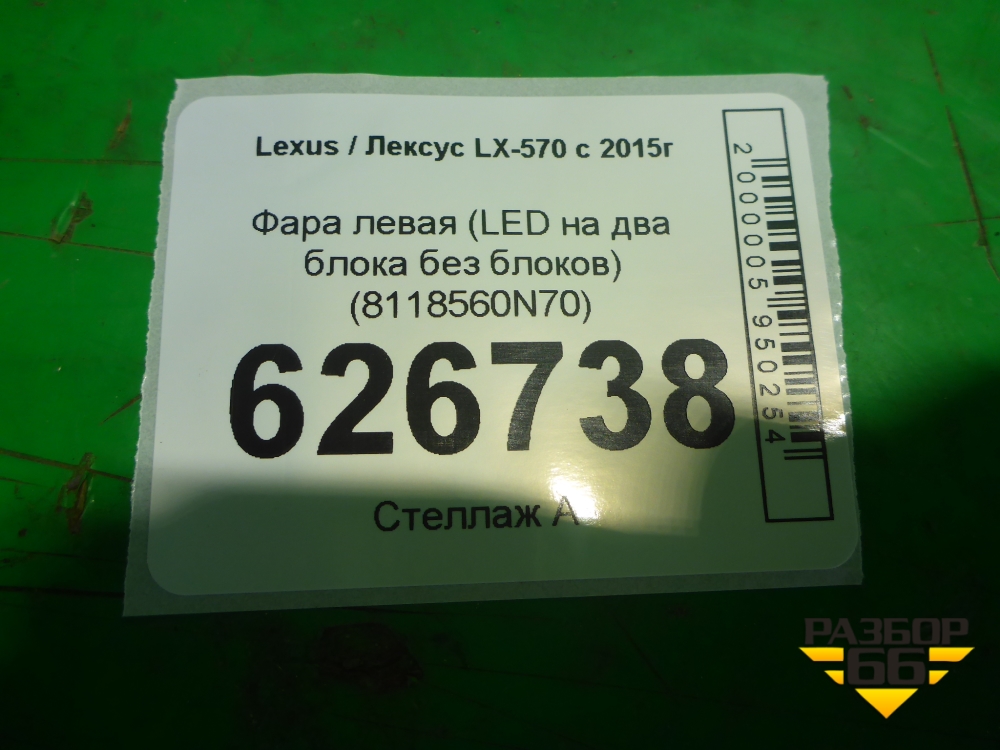 Lexus / Лексус LX-570 с 2015г
Фара левая (LED на два
блока без блоков)
(8118560N70)
626738
Стеллаж А
2000005950254
РАЗБОР
66